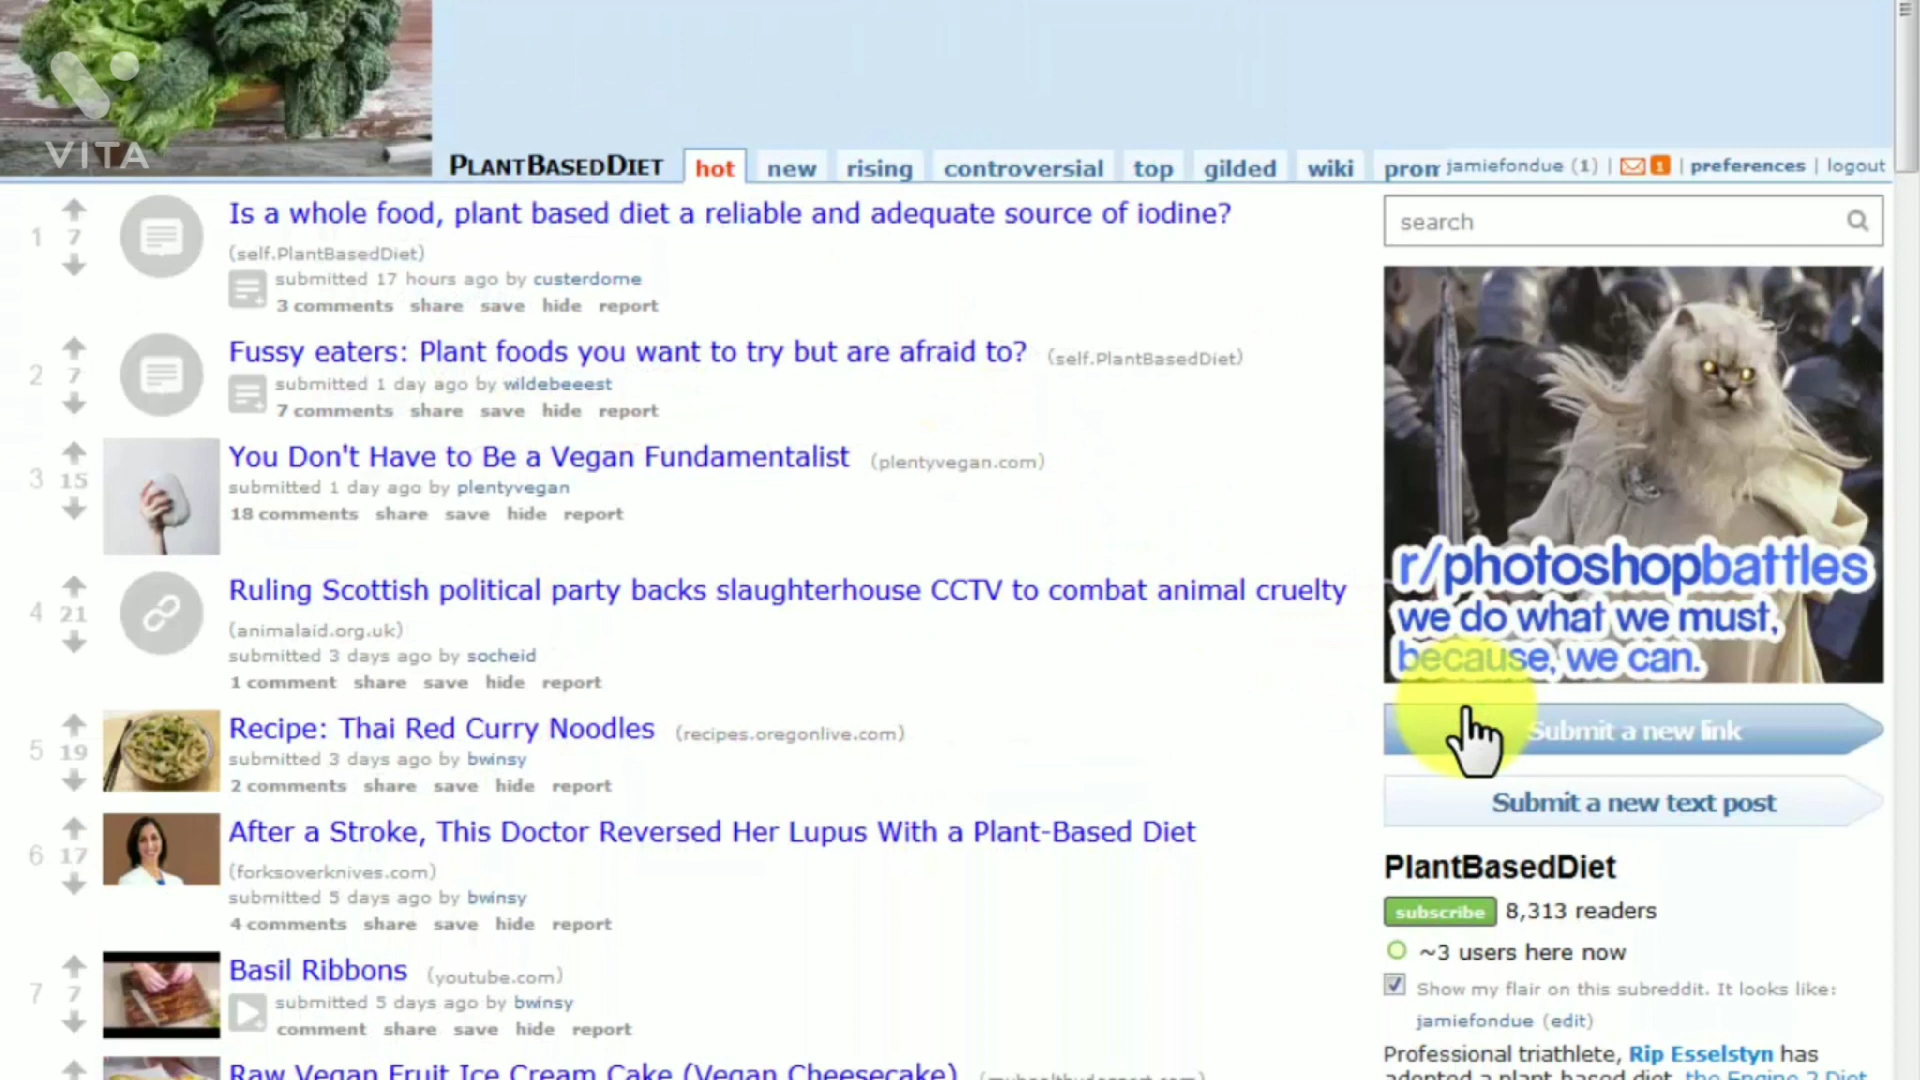 VITA
PLANTBASEDDIET hot new rising controversial top gilded wiki prom jamiefondue (1) | 1 | preferences | logout
1 7 Is a whole food, plant based diet a reliable and adequate source of iodine?
(self.PlantBasedDiet)
submitted 17 hours ago by custerdome
3 comments share save hide report
2 7 Fussy eaters: Plant foods you want to try but are afraid to? (self.PlantBasedDiet)
submitted 1 day ago by wildebeeest
7 comments share save hide report
3 15 You Don't Have to Be a Vegan Fundamentalist (plentyvegan.com)
submitted 1 day ago by plentyvegan
18 comments share save hide report
4 21 Ruling Scottish political party backs slaughterhouse CCTV to combat animal cruelty
(animalaid.org.uk)
submitted 3 days ago by socheid
1 comment share save hide report
5 19 Recipe: Thai Red Curry Noodles (recipes.oregonlive.com)
submitted 3 days ago by bwinsy
2 comments share save hide report
6 17 After a Stroke, This Doctor Reversed Her Lupus With a Plant-Based Diet
(forksoverknives.com)
submitted 5 days ago by bwinsy
4 comments share save hide report
7 7 Basil Ribbons (youtube.com)
submitted 5 days ago by bwinsy
comment share save hide report
Raw Vegan Fruit Ice Cream Cake (Vegan Cheesecake)
search
r/photoshopbattles
we do what we must,
because, we can.
Submit a new link
Submit a new text post
PlantBasedDiet
subscribe 8,313 readers
~3 users here now
Show my flair on this subreddit. It looks like:
jamiefondue (edit)
Professional triathlete, Rip Esselstyn has
adopted a plant-based diet, the Engine 2 Diet